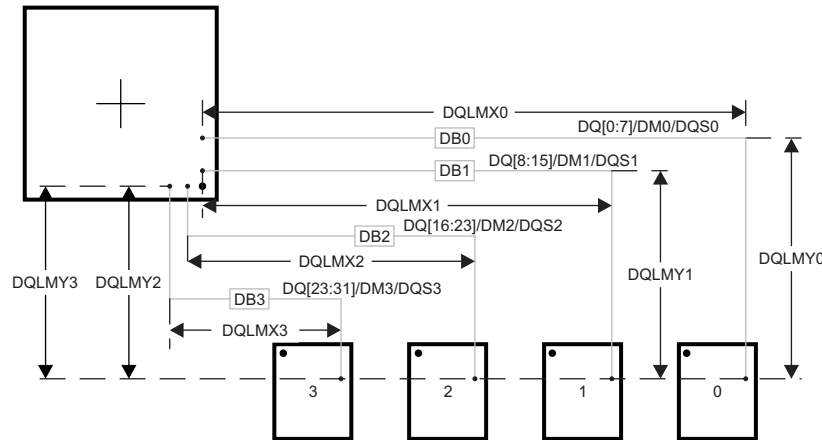 DQLMX0
DB0
DQ[0:7]/DM0/DQS0
DB1
DQ[8:15]/DM1/DQS1
DQLMX1
DB2
DQ[16:23]/DM2/DQS2
DQLMX2
DQLMY3
DQLMY2
DQLMY1
DQLMY0
DB3
DQ[23:31]/DM3/DQS3
DQLMX3
3
2
1
0